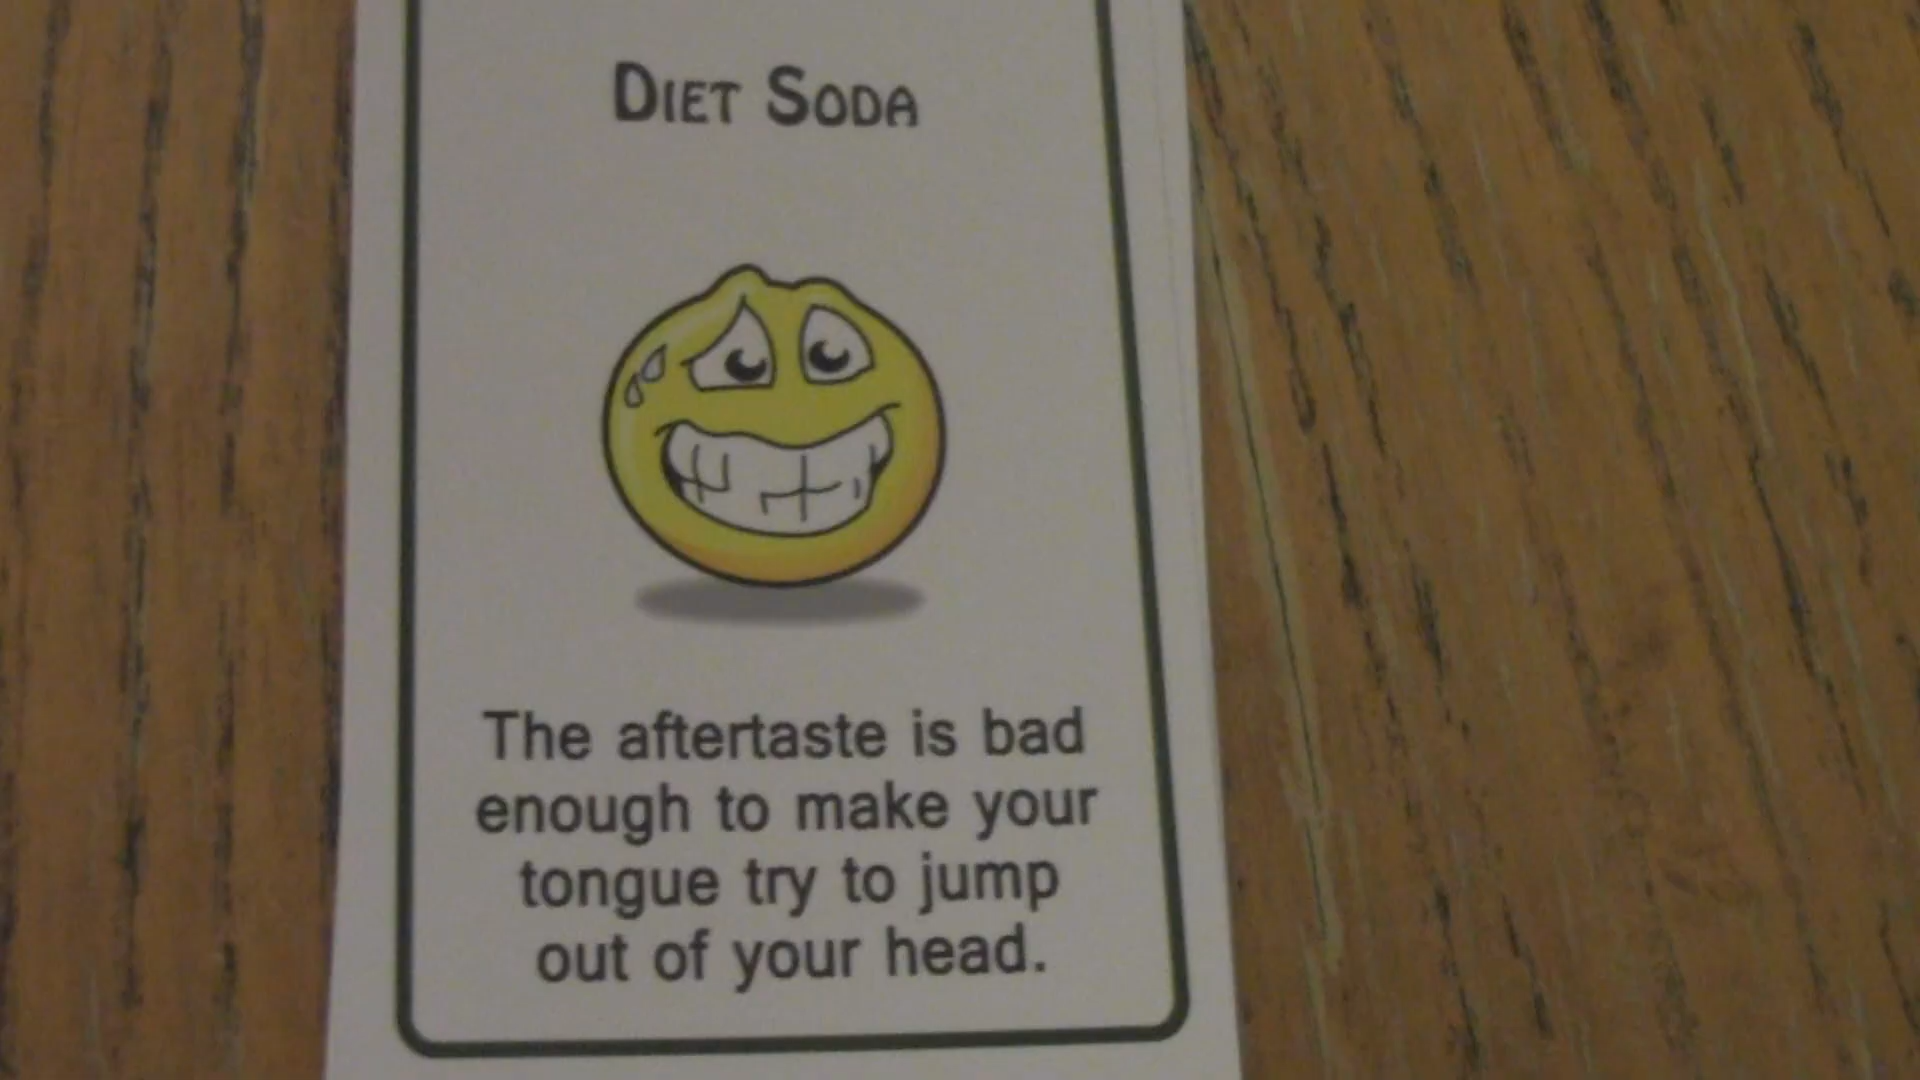 Diet Soda
The aftertaste is bad
enough to make your
tongue try to jump
out of your head.